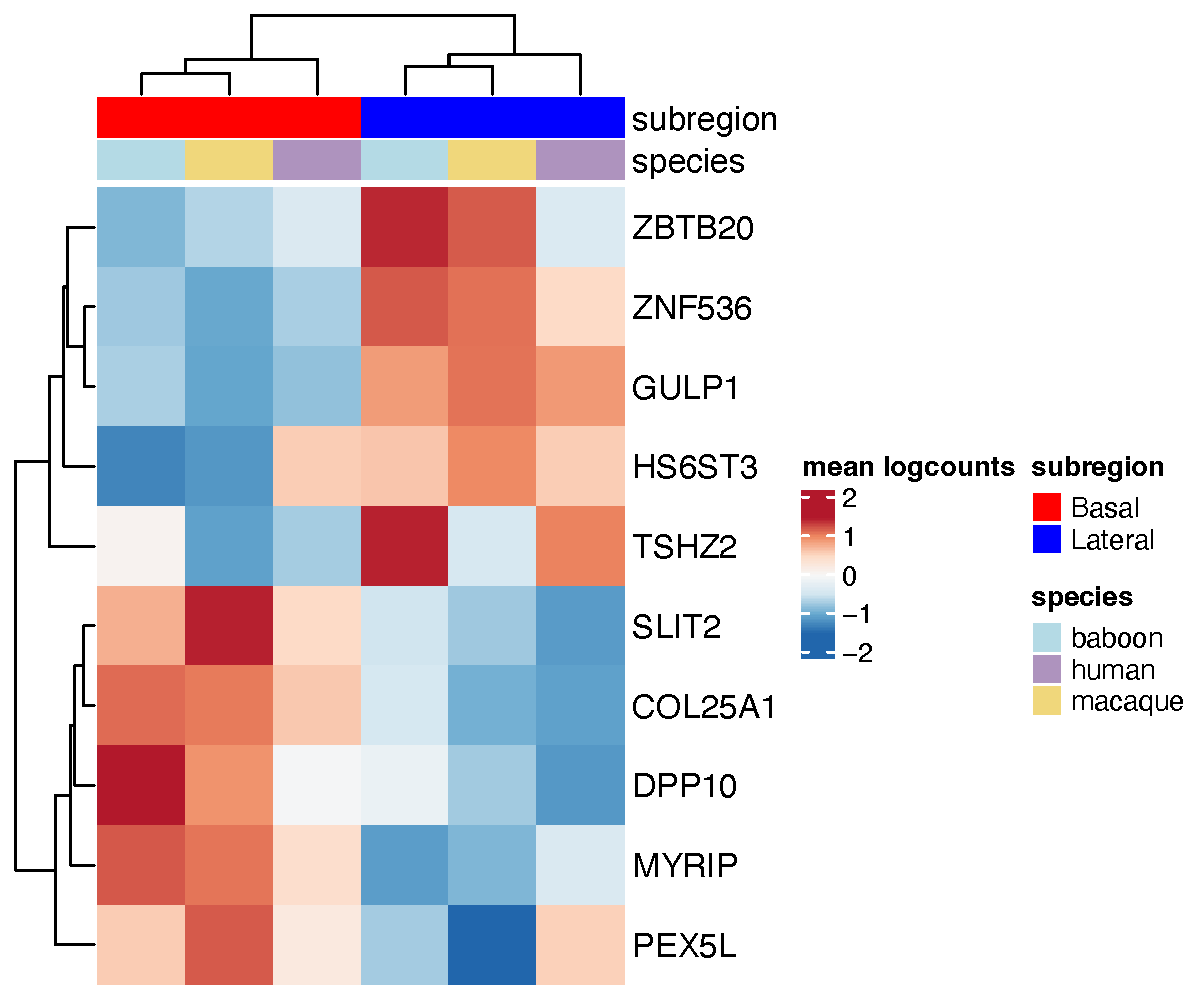 subregion
species
ZBTB20
ZNF536
GULP1
HS6ST3
TSHZ2
SLIT2
COL25A1
DPP10
MYRIP
PEX5L
mean logcounts
2
1
0
−1
−2
subregion
Basal
Lateral
species
baboon
human
macaque